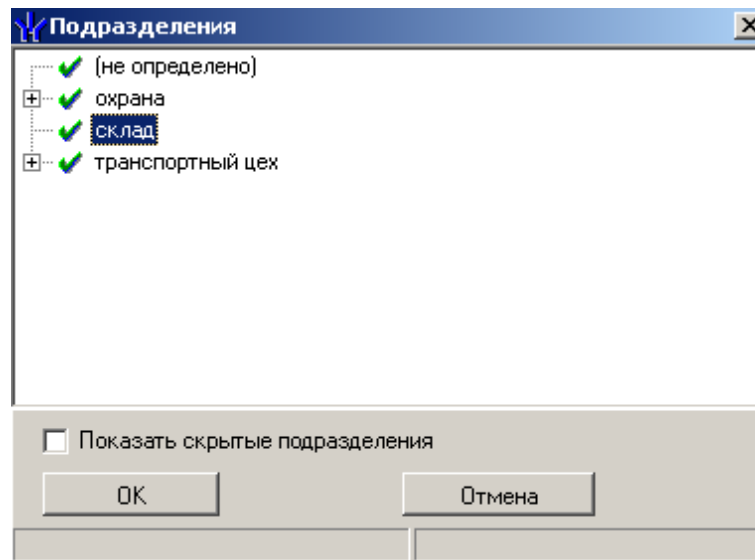 Подразделения
(не определено)
охрана
склад
транспортный цех
Показать скрытые подразделения
OK
Отмена